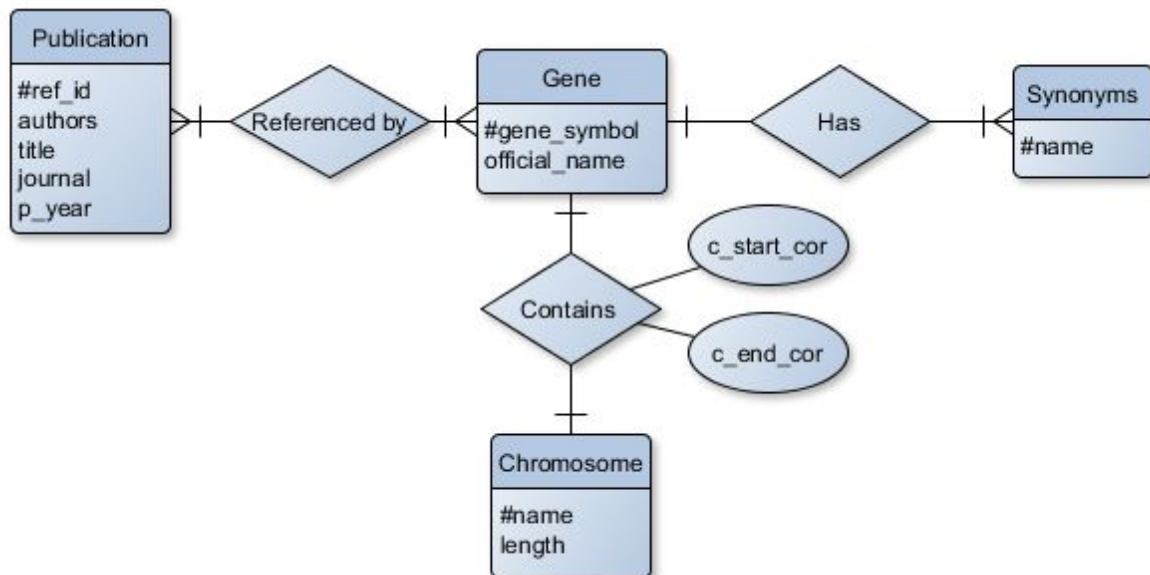 Publication
#ref_id
authors
title
journal
p_year
Referenced by
Gene
#gene_symbol
official_name
Has
Synonyms
#name
c_start_cor
Contains
c_end_cor
Chromosome
#name
length